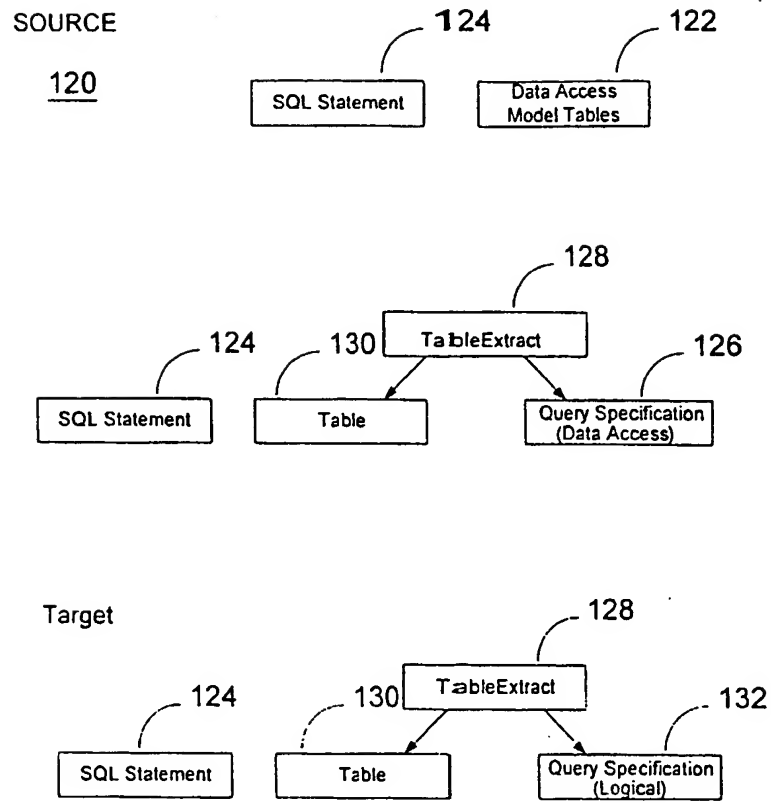 SOURCE
124
122
120
SQL Statement
Data Access
Model Tables
128
TableExtract
124
130
126
SQL Statement
Table
Query Specification
(Data Access)
Target
128
TableExtract
124
130
132
SQL Statement
Table
Query Specification
(Logical)